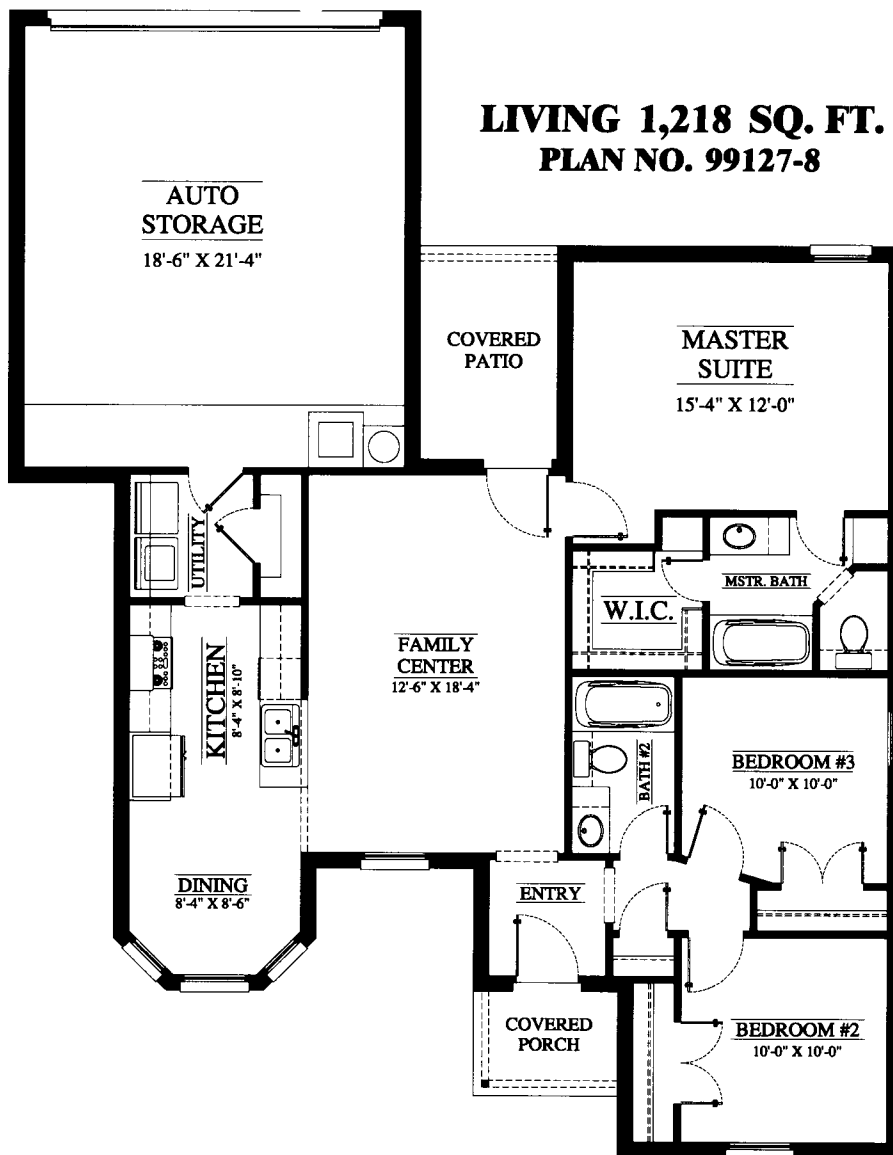 LIVING 1,218 SQ. FT.
PLAN NO. 99127-8
AUTO
STORAGE
18'-6" X 21'-4"
COVERED
PATIO
MASTER
SUITE
15'-4" X 12'-0"
UTILITY
MSTR. BATH
W.I.C.
KITCHEN
8'-4" X 8'-10"
FAMILY
CENTER
12'-6" X 18'-4"
BATH #2
BEDROOM #3
10'-0" X 10'-0"
DINING
8'-4" X 8'-6"
ENTRY
COVERED
PORCH
BEDROOM #2
10'-0" X 10'-0"